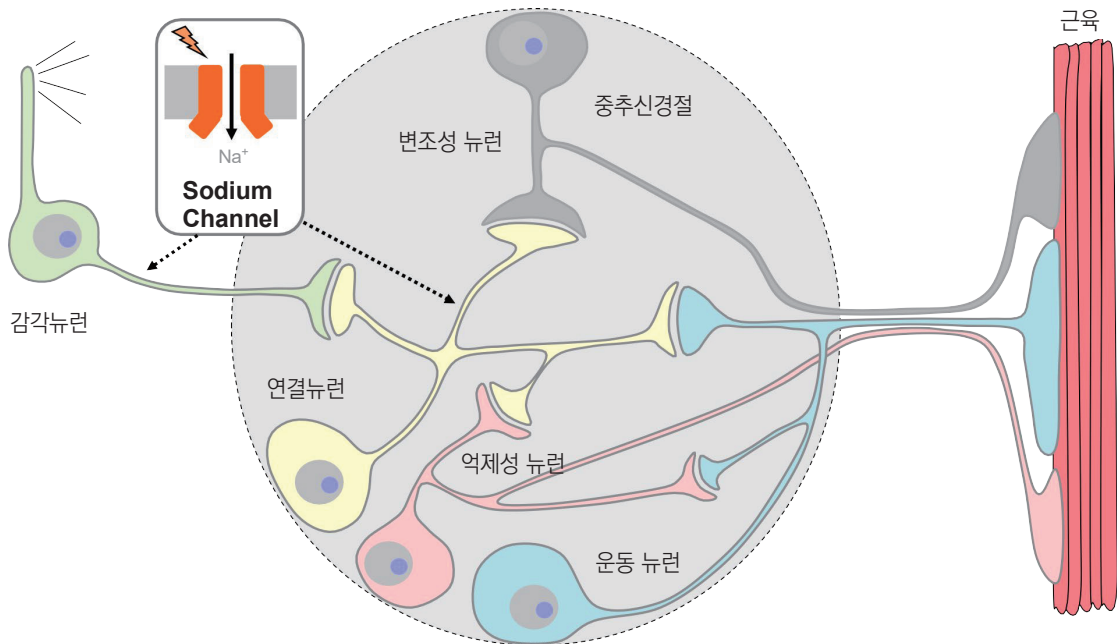 근육
중추신경절
변조성 뉴런
Na⁺
Sodium
Channel
감각뉴런
연결뉴런
억제성 뉴런
운동 뉴런